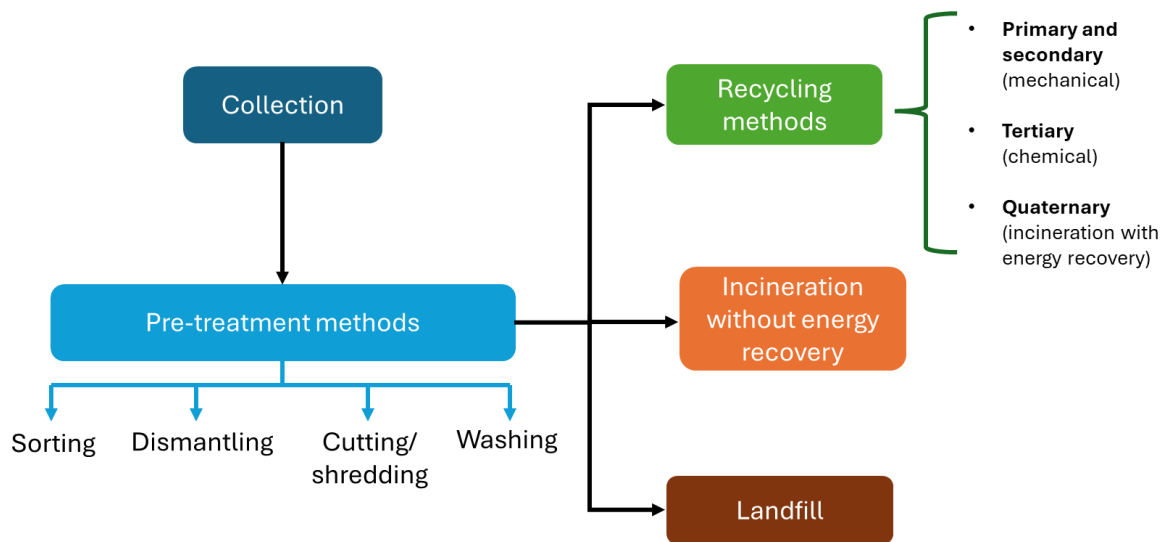 Collection
Pre-treatment methods
Sorting
Dismantling
Cutting/
shredding
Washing
Recycling
methods
• Primary and
secondary
(mechanical)
• Tertiary
(chemical)
• Quaternary
(incineration with
energy recovery)
Incineration
without energy
recovery
Landfill